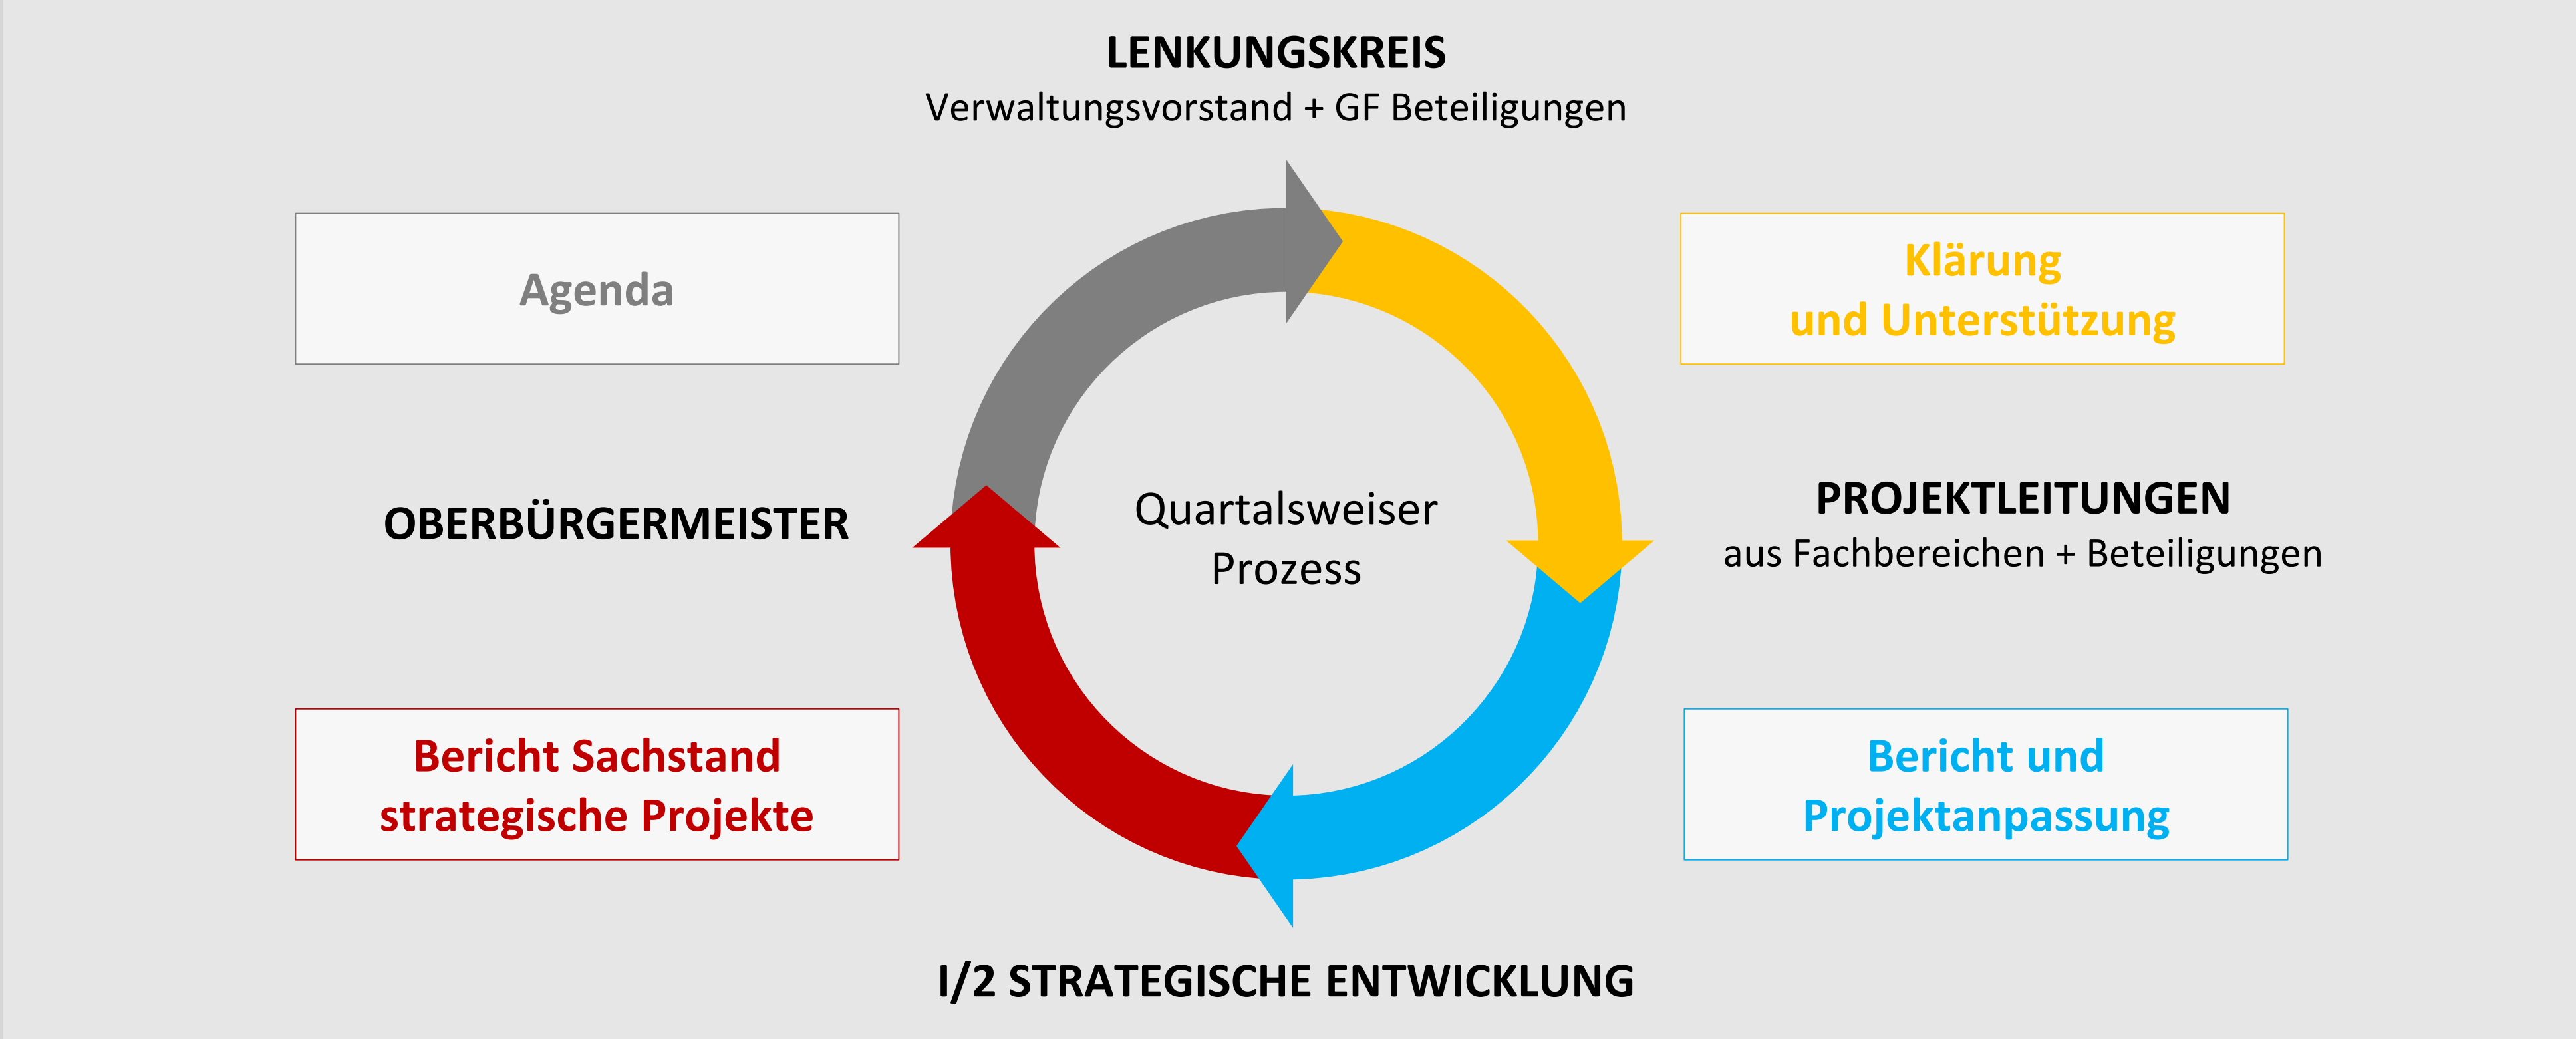 LENKUNGSKREIS
Verwaltungsvorstand + GF Beteiligungen
Agenda
Klärung
und Unterstützung
OBERBÜRGERMEISTER
Quartalsweiser
Prozess
PROJEKTLEITUNGEN
aus Fachbereichen + Beteiligungen
Bericht Sachstand
strategische Projekte
Bericht und
Projektanpassung
I/2 STRATEGISCHE ENTWICKLUNG